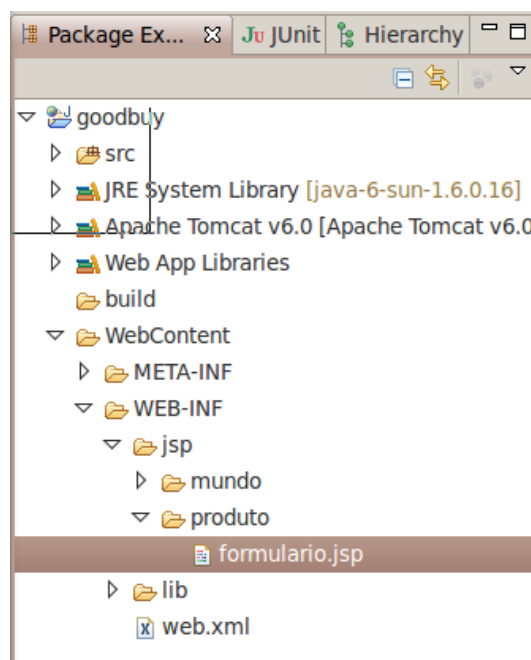 Package Ex... JUnit Hierarchy
goodbuy
src
JRE System Library [java-6-sun-1.6.0.16]
Apache Tomcat v6.0 [Apache Tomcat v6.0
Web App Libraries
build
WebContent
META-INF
WEB-INF
jsp
mundo
produto
formulario.jsp
lib
web.xml